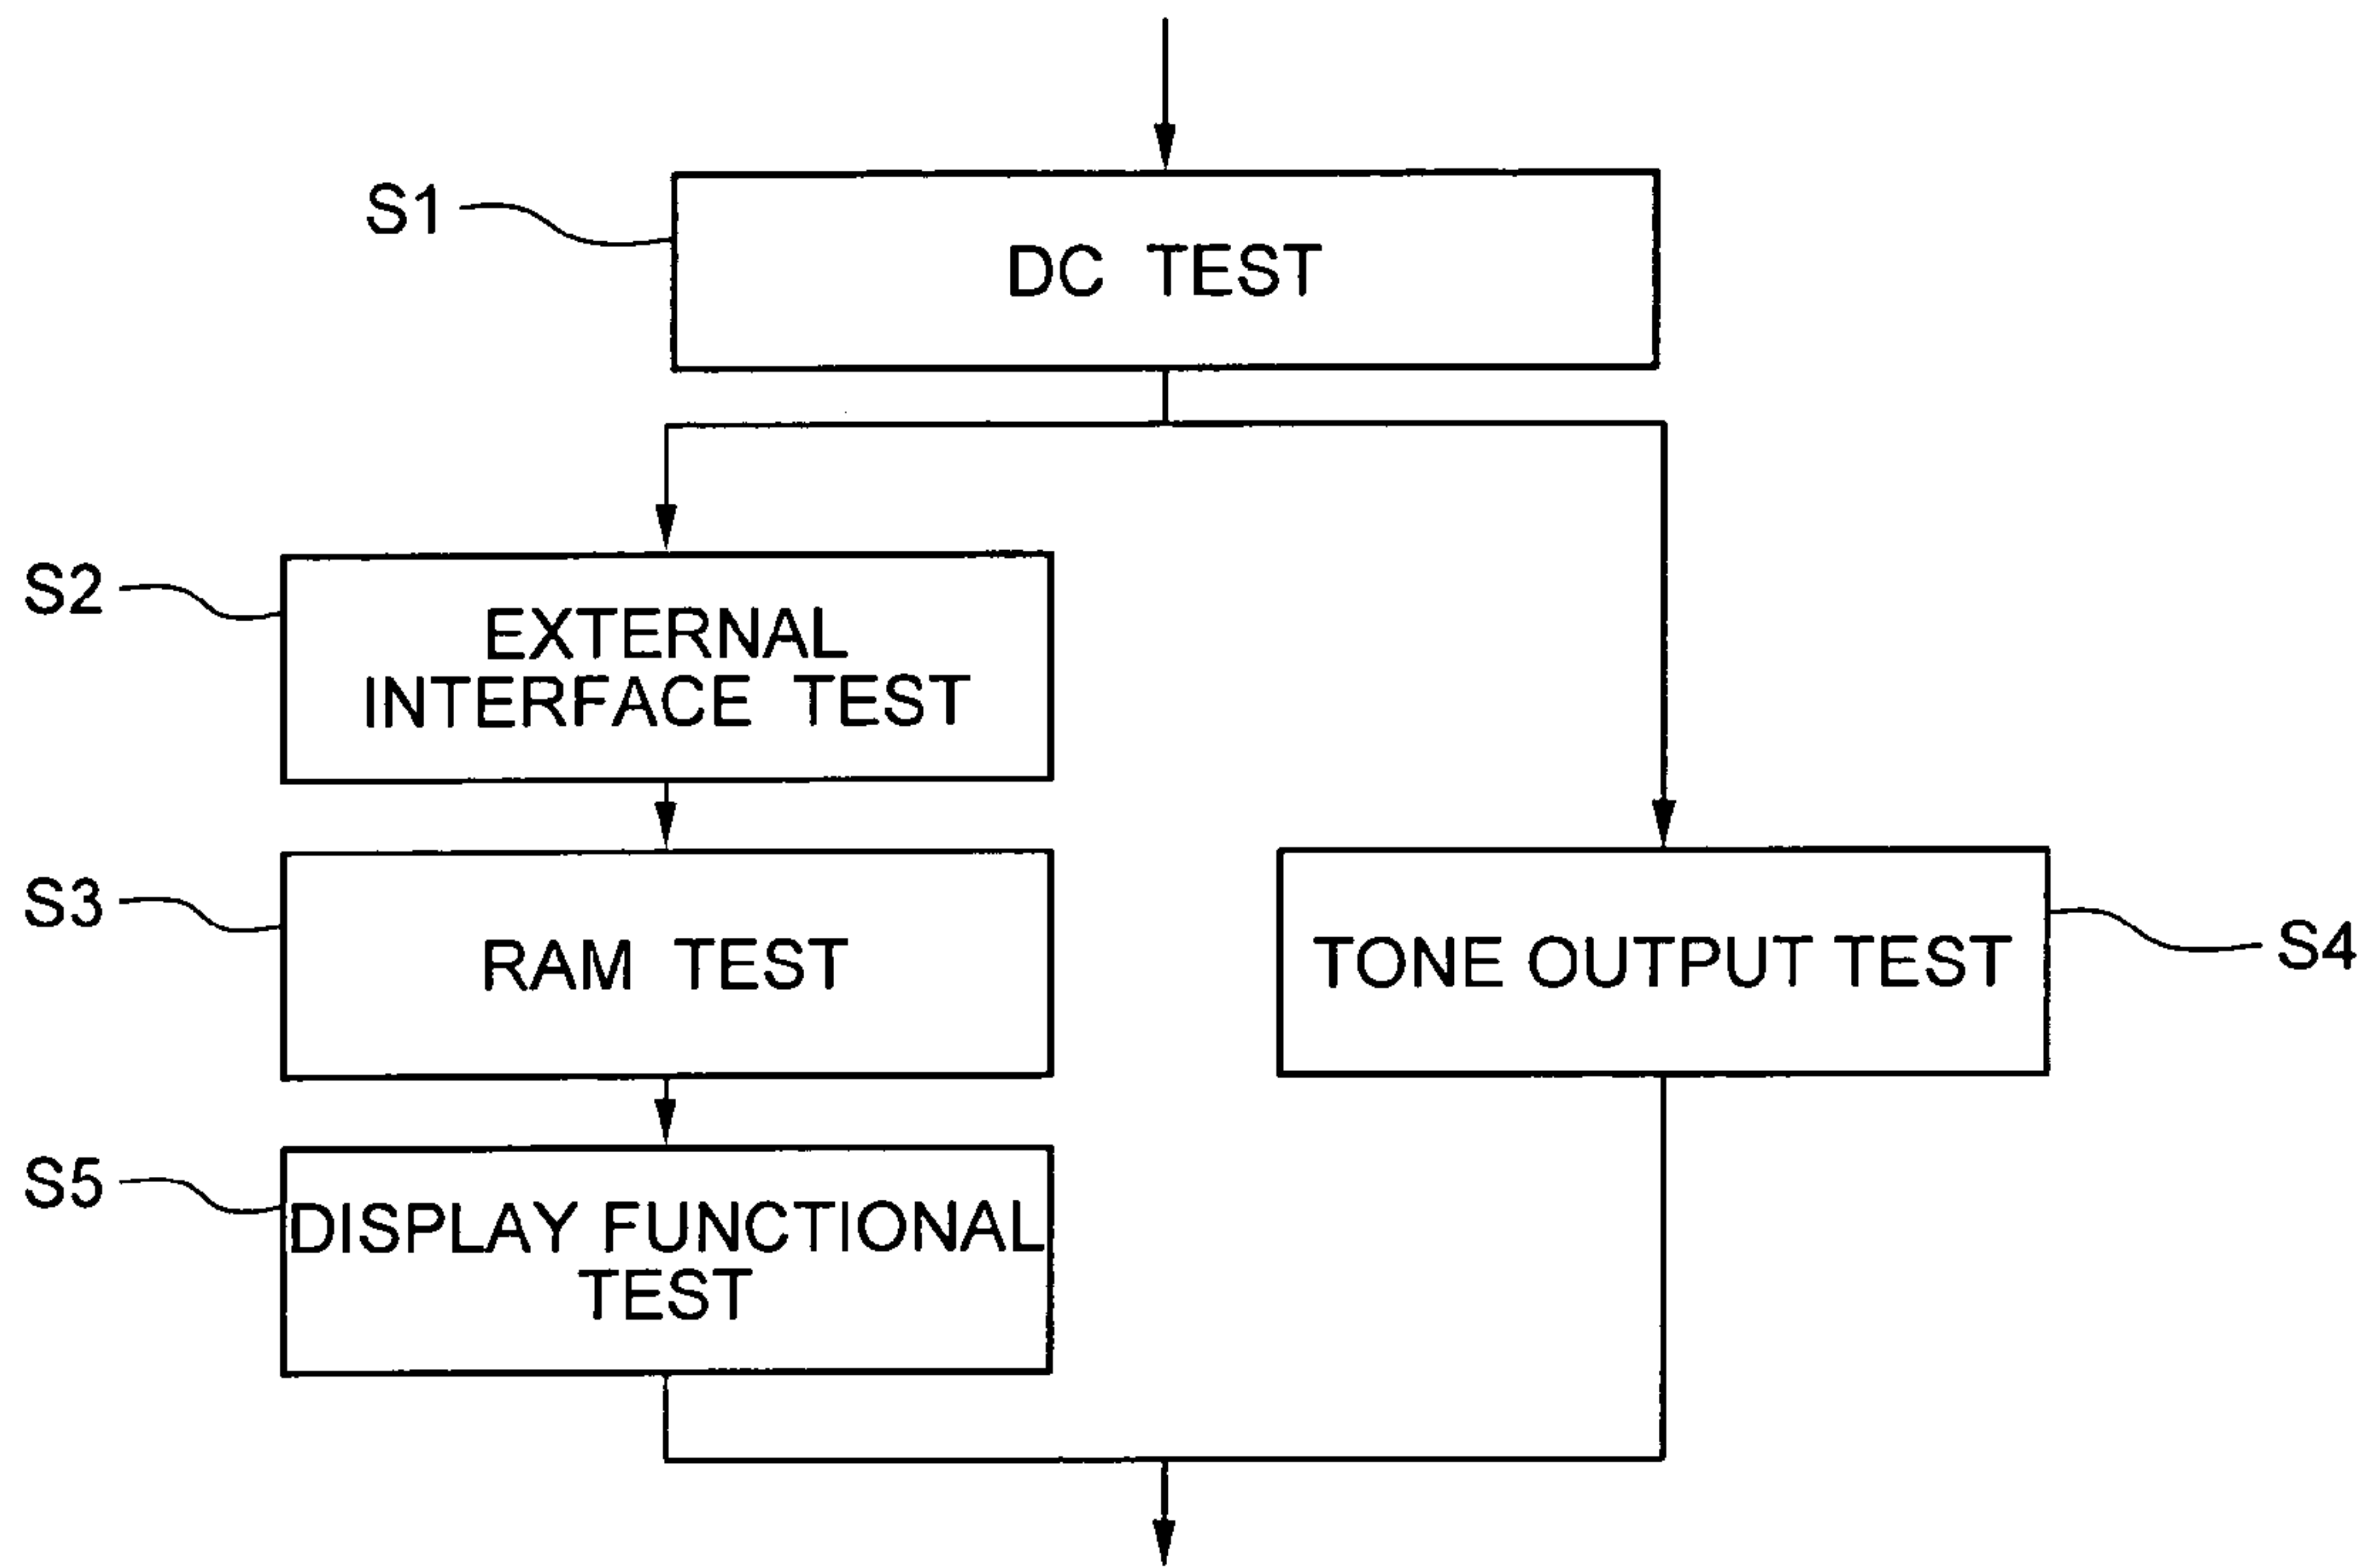 S1
DC TEST
S2
EXTERNAL
INTERFACE TEST
S3
RAM TEST
TONE OUTPUT TEST
S4
S5
DISPLAY FUNCTIONAL
TEST